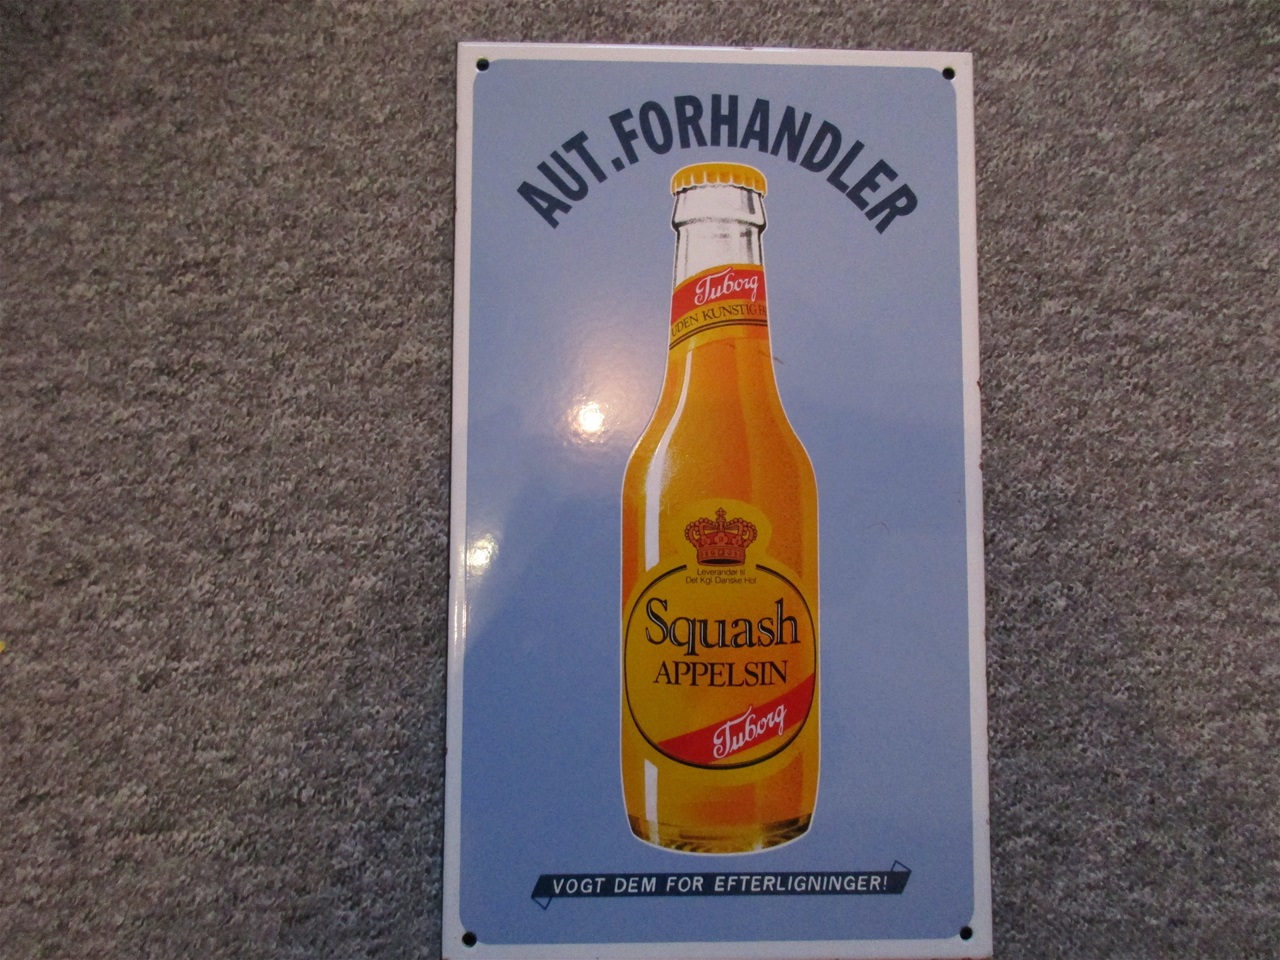 AUT. FORHANDLER
Tuborg
UDEN KUNSTIG
Leverandør til
Det Kgl Danske Hof
Squash
APPELSIN
Tuborg
VOGT DEM FOR EFTERLIGNINGER!